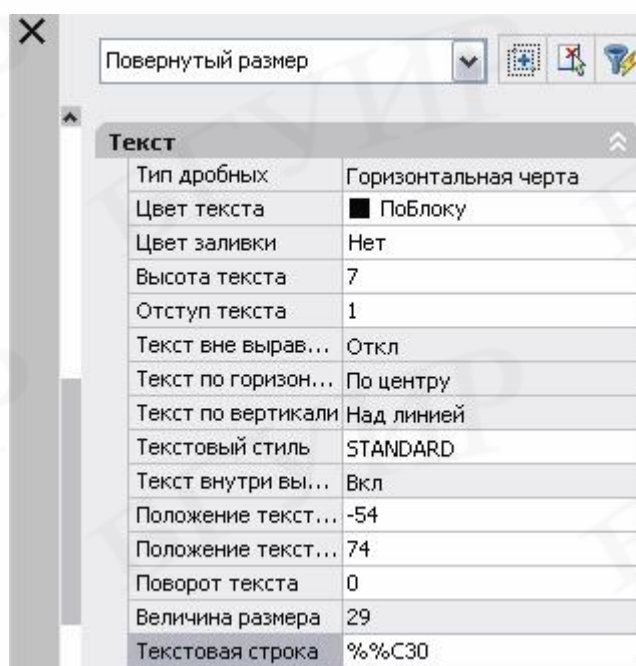 Повернутый размер
Текст
Тип дробных Горизонтальная черта
Цвет текста ПоБлоку
Цвет заливки Нет
Высота текста 7
Отступ текста 1
Текст вне вырав... Откл
Текст по горизон... По центру
Текст по вертикали Над линией
Текстовый стиль STANDARD
Текст внутри вы... Вкл
Положение текст... -54
Положение текст... 74
Поворот текста 0
Величина размера 29
Текстовая строка %%C30
БГУИР